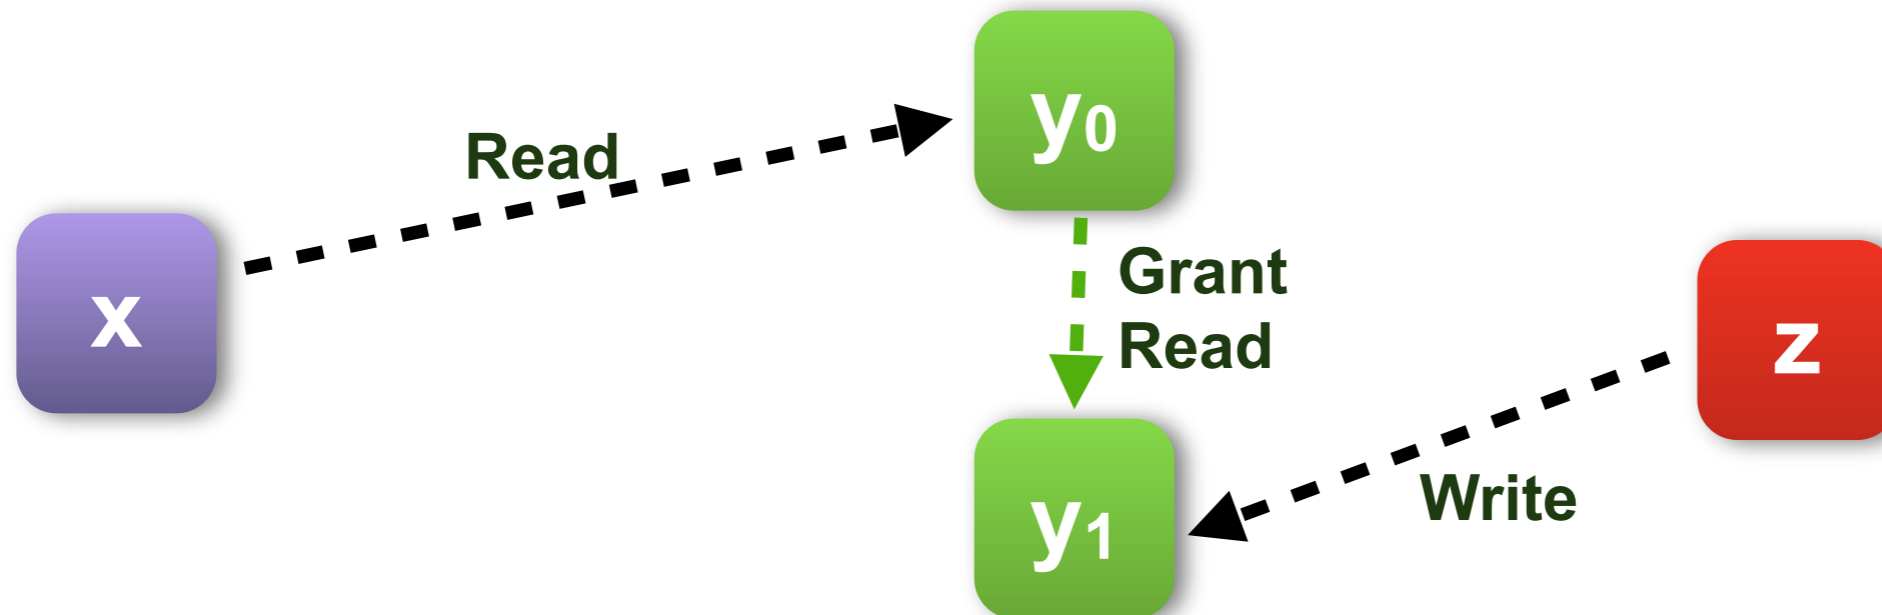 y₀
Read
Grant
Read
x
z
Write
y₁